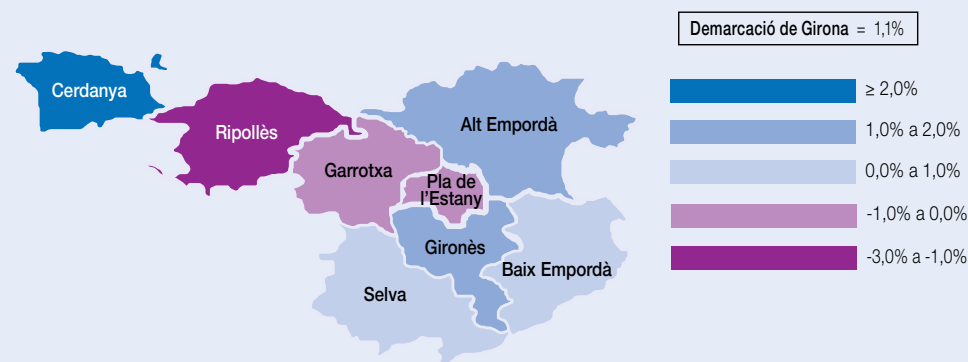 Demarcació de Girona = 1,1%
≥ 2,0%
1,0% a 2,0%
0,0% a 1,0%
-1,0% a 0,0%
-3,0% a -1,0%
Cerdanya
Ripollès
Alt Empordà
Garrotxa
Pla de
l'Estany
Gironès
Baix Empordà
Selva